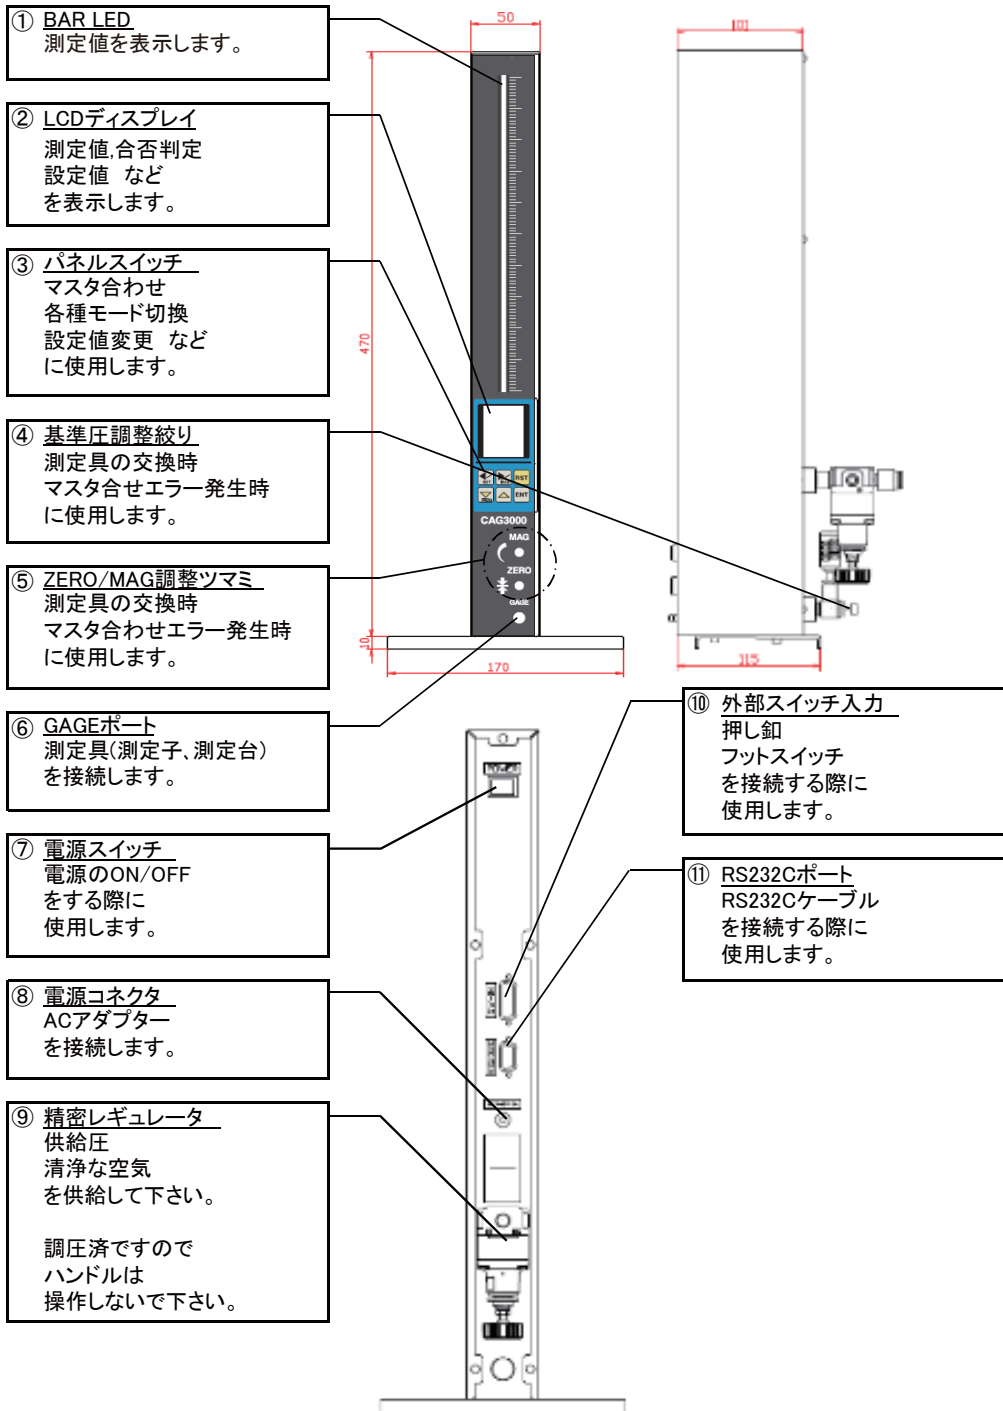 ① BAR LED
測定値を表示します。
② LCDディスプレイ
測定値,合否判定
設定値 など
を表示します。
③ パネルスイッチ
マスタ合わせ
各種モード切換
設定値変更 など
に使用します。
④ 基準圧調整絞り
測定具の交換時
マスタ合せエラー発生時
に使用します。
⑤ ZERO/MAG調整ツマミ
測定具の交換時
マスタ合わせエラー発生時
に使用します。
⑥ GAGEポート
測定具(測定子、測定台)
を接続します。
⑦ 電源スイッチ
電源のON/OFF
をする際に
使用します。
⑧ 電源コネクタ
ACアダプター
を接続します。
⑨ 精密レギュレータ
供給圧
清浄な空気
を供給して下さい。
調圧済ですので
ハンドルは
操作しないで下さい。
50
470
RST
ENT
CAG3000
MAG
ZERO
GAGE
10
170
101
115
⑩ 外部スイッチ入力
押し釦
フットスイッチ
を接続する際に
使用します。
⑪ RS232Cポート
RS232Cケーブル
を接続する際に
使用します。
POWER